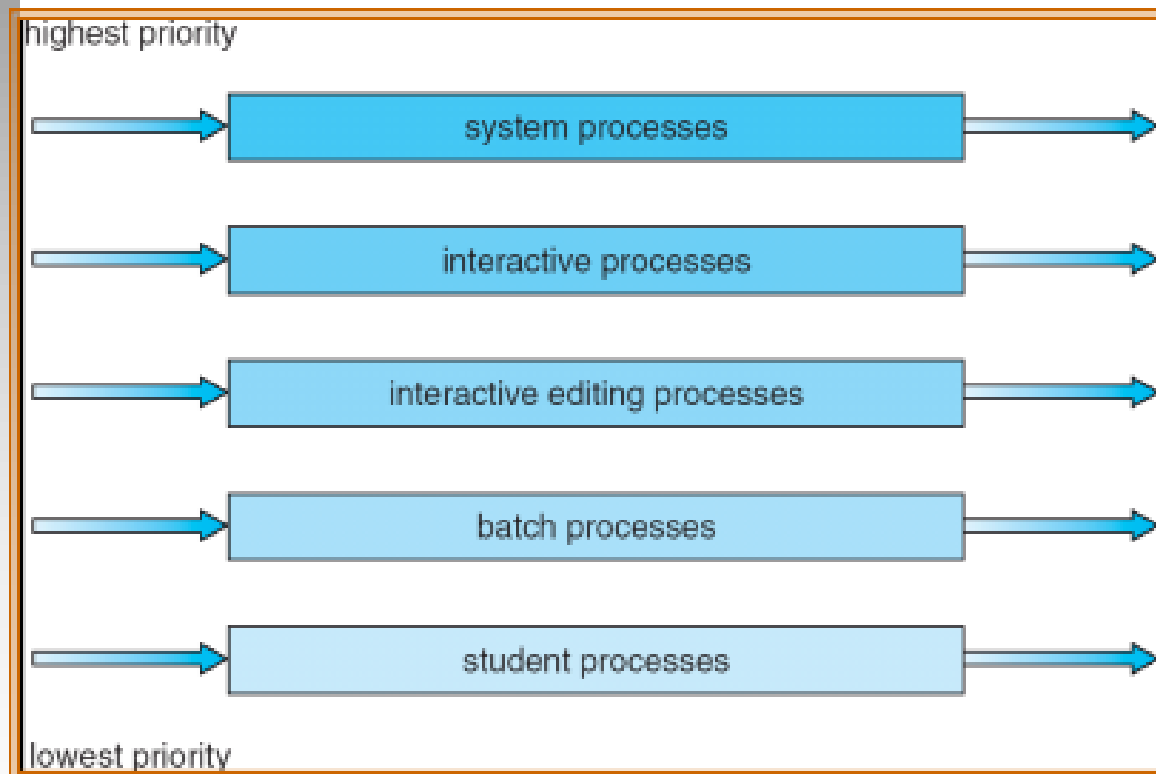 highest priority
system processes
interactive processes
interactive editing processes
batch processes
student processes
lowest priority